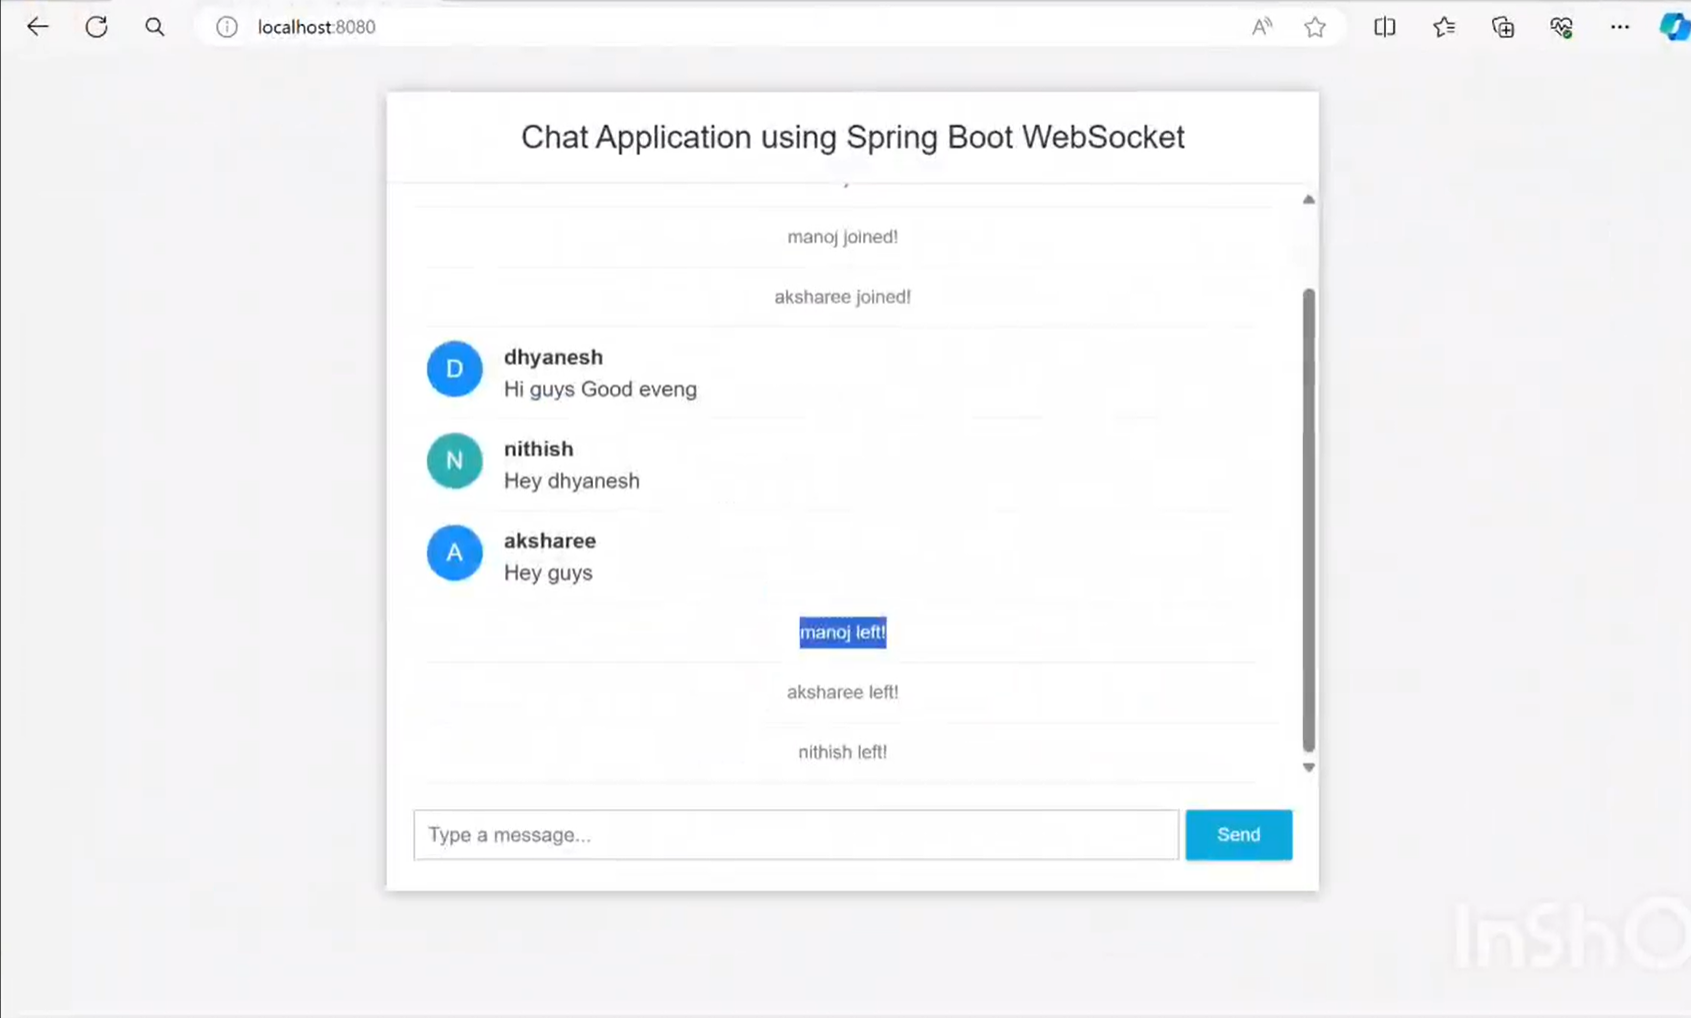 localhost:8080
Chat Application using Spring Boot WebSocket
manoj joined!
aksharee joined!
D
dhyanesh
Hi guys Good eveng
N
nithish
Hey dhyanesh
A
aksharee
Hey guys
manoj left!
aksharee left!
nithish left!
Type a message...
Send
InShO